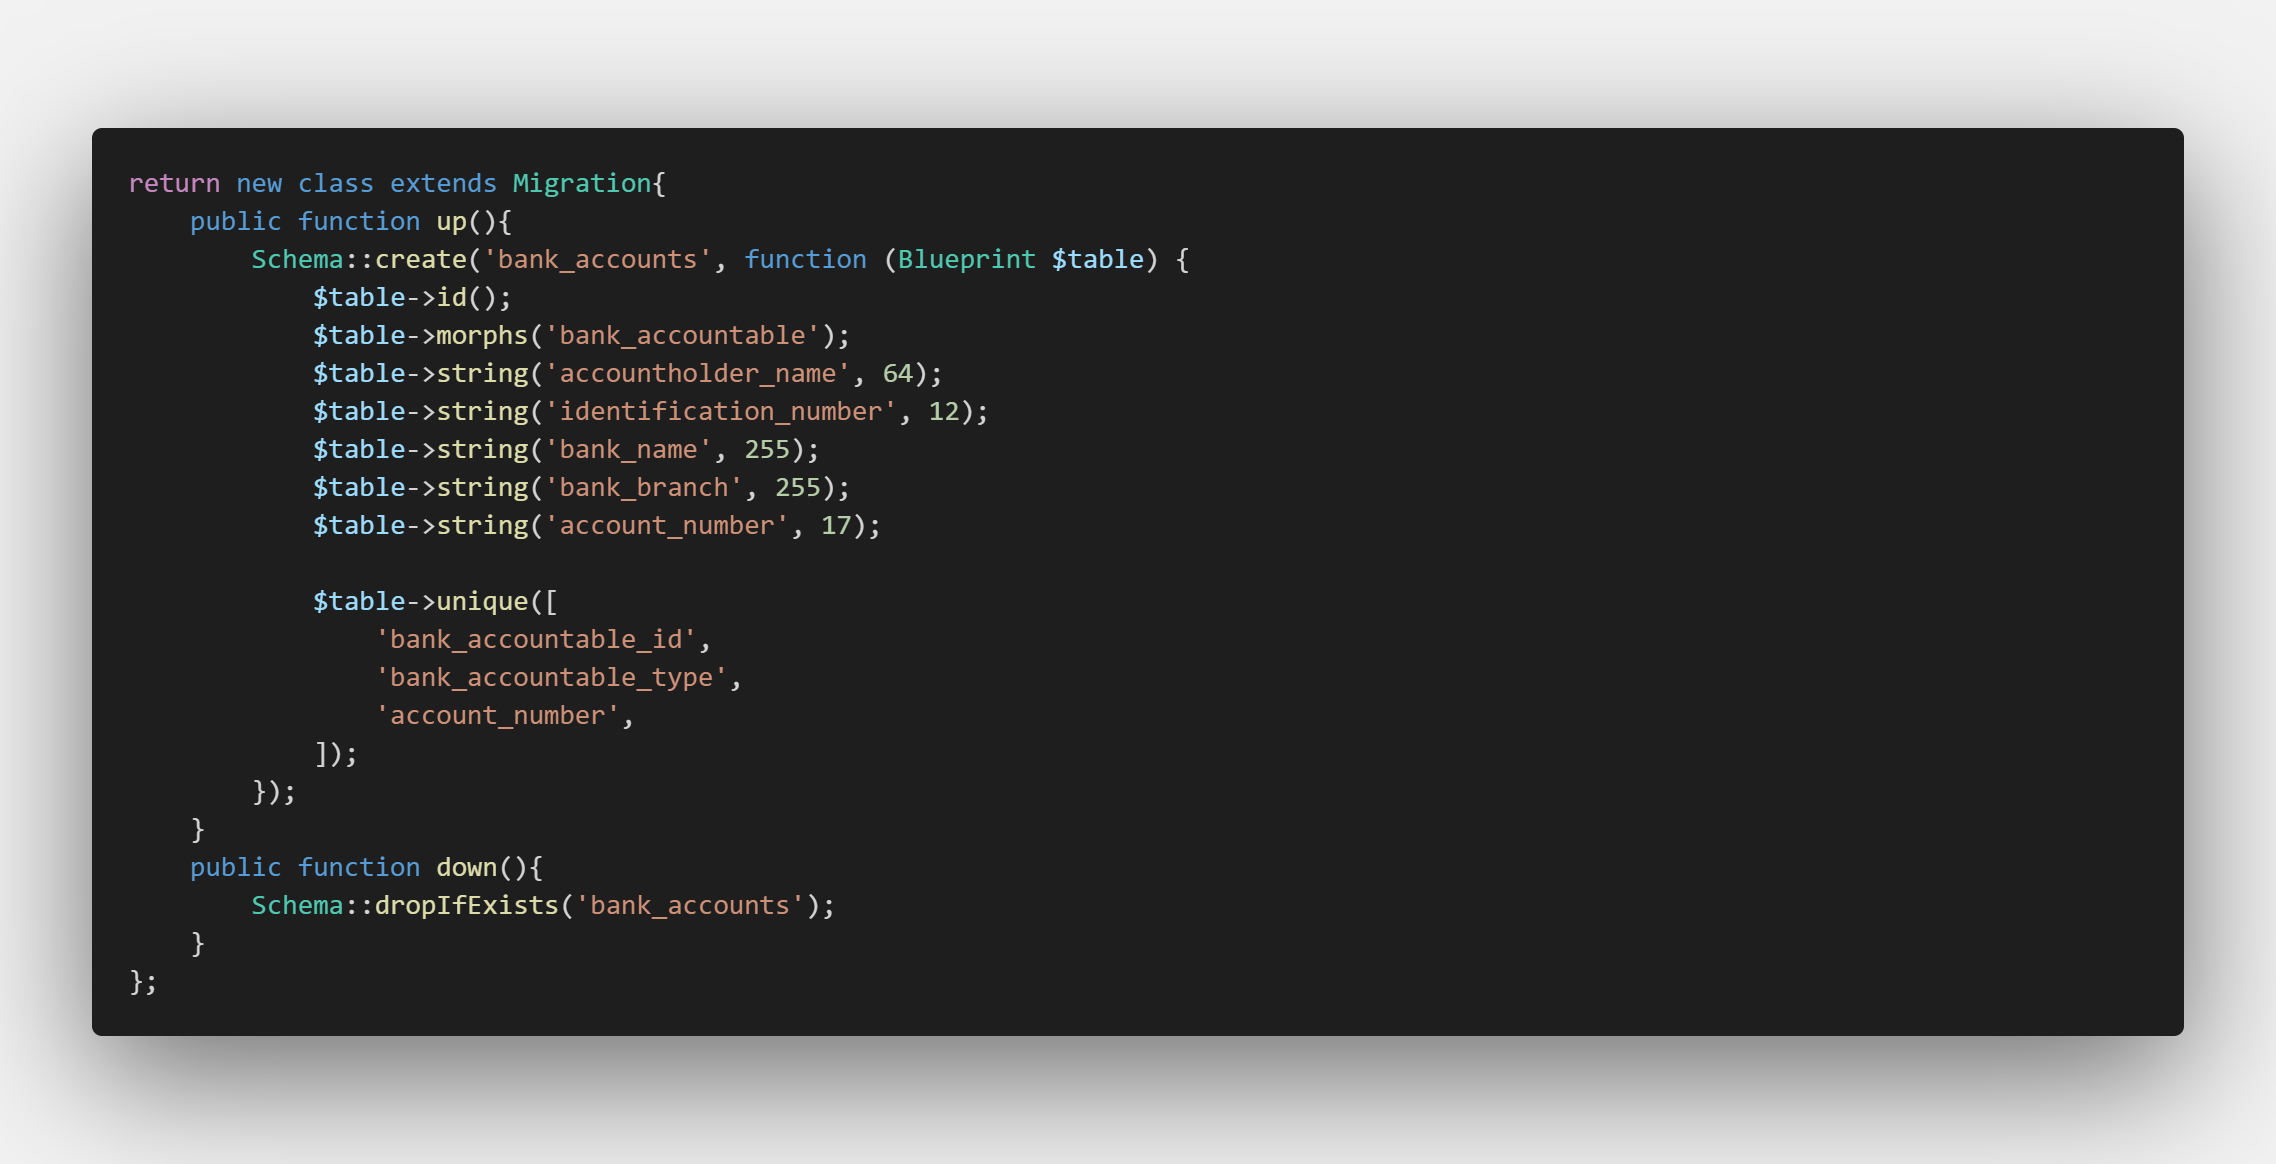 return new class extends Migration{
    public function up(){
        Schema::create('bank_accounts', function (Blueprint $table) {
            $table->id();
            $table->morphs('bank_accountable');
            $table->string('accountholder_name', 64);
            $table->string('identification_number', 12);
            $table->string('bank_name', 255);
            $table->string('bank_branch', 255);
            $table->string('account_number', 17);

            $table->unique([
                'bank_accountable_id',
                'bank_accountable_type',
                'account_number',
            ]);
        });
    }
    public function down(){
        Schema::dropIfExists('bank_accounts');
    }
};